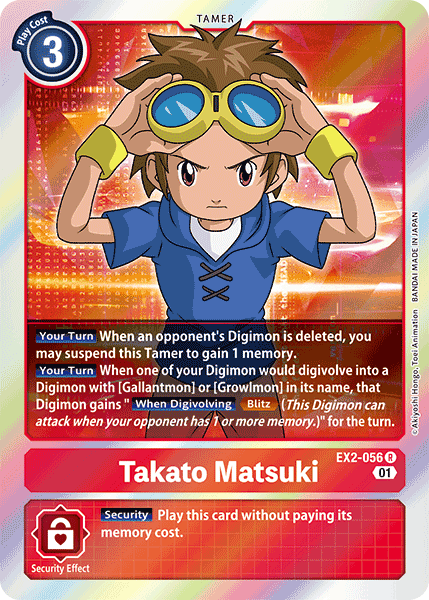 TAMER
Play Cost
3
Your Turn When an opponent's Digimon is deleted, you
may suspend this Tamer to gain 1 memory.
Your Turn When one of your Digimon would digivolve into a
Digimon with [Gallantmon] or [Growlmon] in its name, that
Digimon gains " When Digivolving Blitz (This Digimon can
attack when your opponent has 1 or more memory.)" for the turn.
© Akiyoshi Hongo, Toei Animation BANDAI MADE IN JAPAN
Takato Matsuki
EX2-056 R
01
Security Play this card without paying its
memory cost.
Security Effect